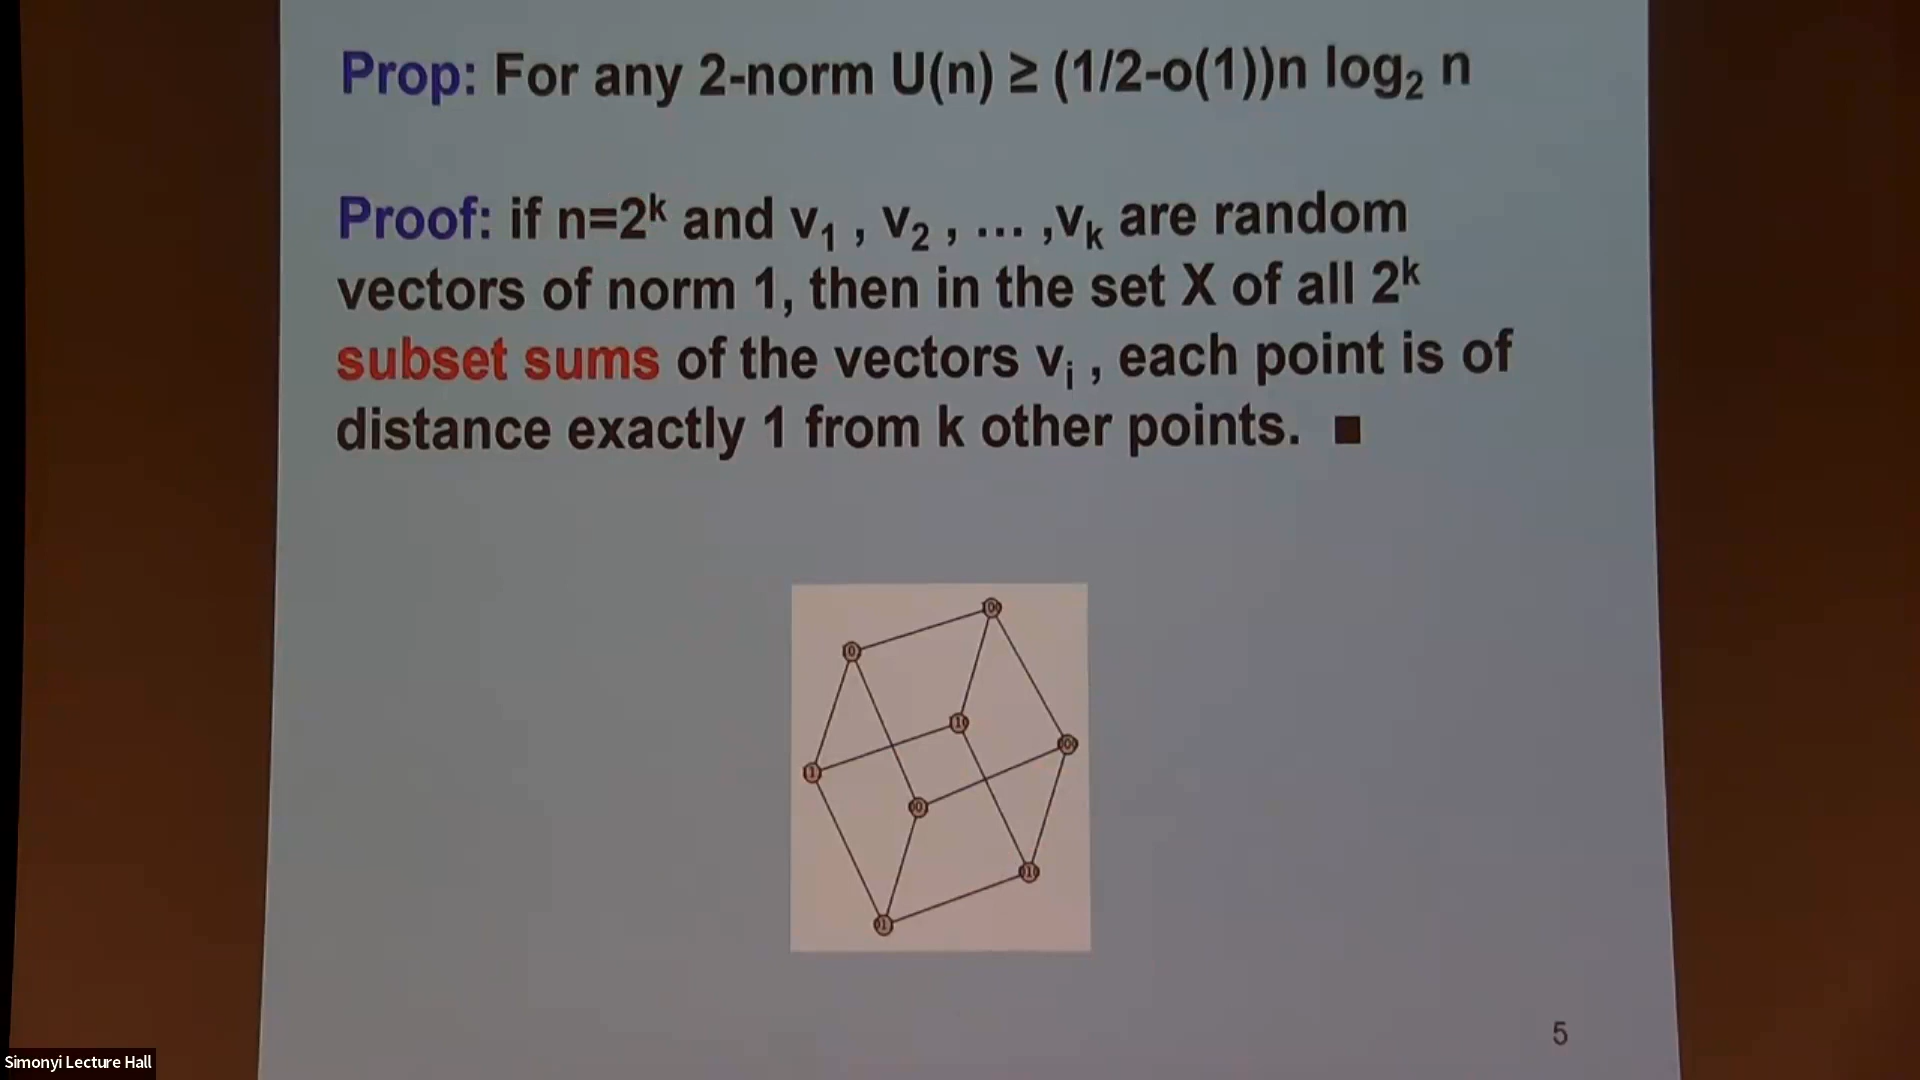 Prop: For any 2-norm U(n) ≥ (1/2-o(1))n log₂ n
Proof: if n=2ᵏ and v₁ , v₂ , … ,vₖ are random
vectors of norm 1, then in the set X of all 2ᵏ
subset sums of the vectors vᵢ , each point is of
distance exactly 1 from k other points. ■
5
Simonyi Lecture Hall